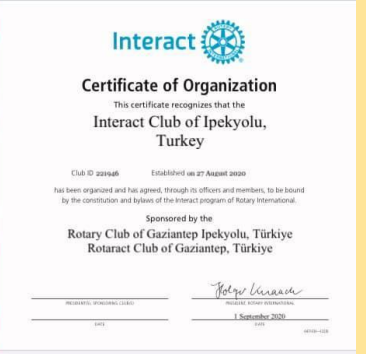 Interact
Certificate of Organization
This certificate recognizes that the
Interact Club of Ipekyolu,
Turkey
Club ID 221946 Established on 27 August 2020
has been organized and has agreed, through its officers and members, to be bound
by the constitution and bylaws of the Interact program of Rotary International.
Sponsored by the
Rotary Club of Gaziantep Ipekyolu, Türkiye
Rotaract Club of Gaziantep, Türkiye
Holger Knaack
PRESIDENT(S), SPONSORING CLUB(S)
PRESIDENT, ROTARY INTERNATIONAL
1 September 2020
DATE
DATE